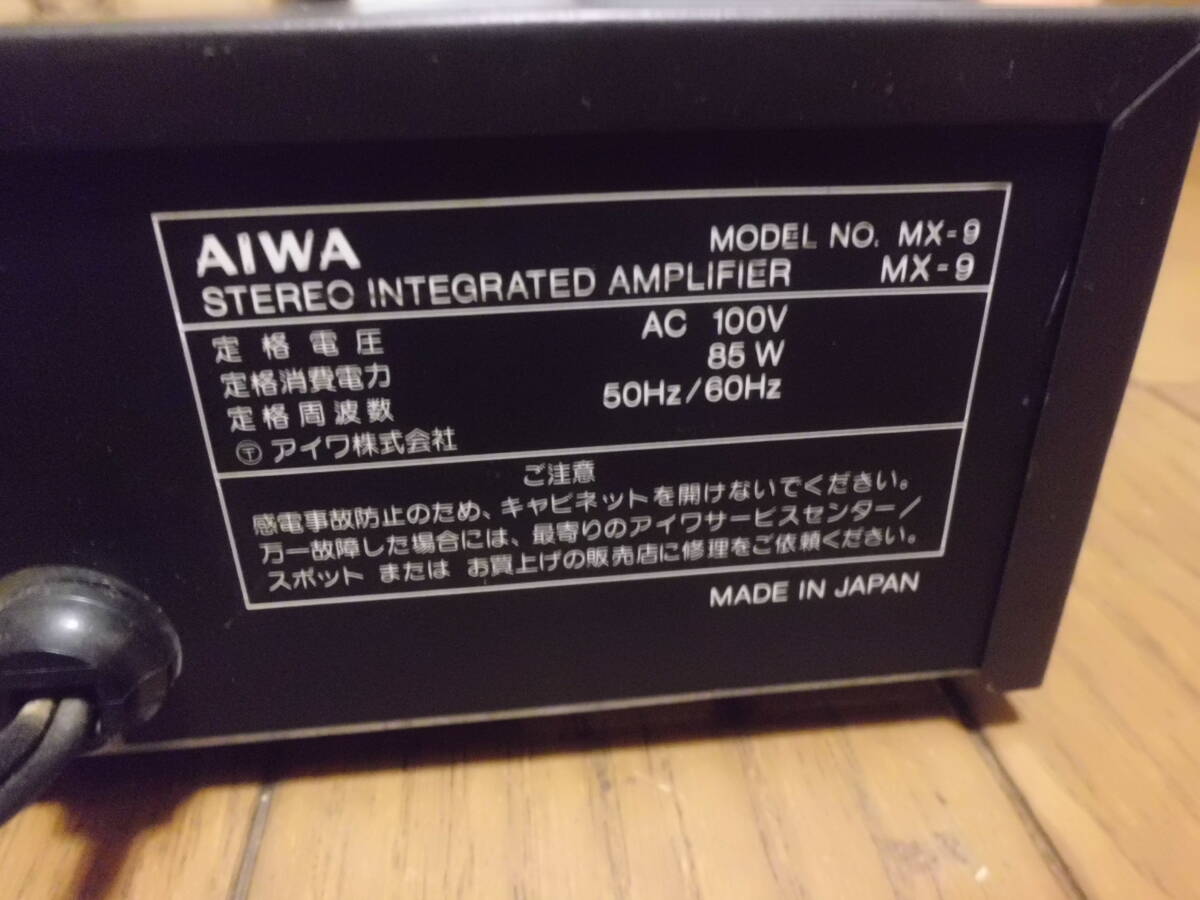 AIWA
MODEL NO. MX-9
STEREO INTEGRATED AMPLIFIER MX-9
定格電圧 AC 100V
定格消費電力 85W
定格周波数 50Hz/60Hz
〶 アイワ株式会社
ご注意
感電事故防止のため、キャビネットを開けないでください。
万一故障した場合には、最寄りのアイワサービスセンター/
スポット または お買上げの販売店に修理をご依頼ください。
MADE IN JAPAN